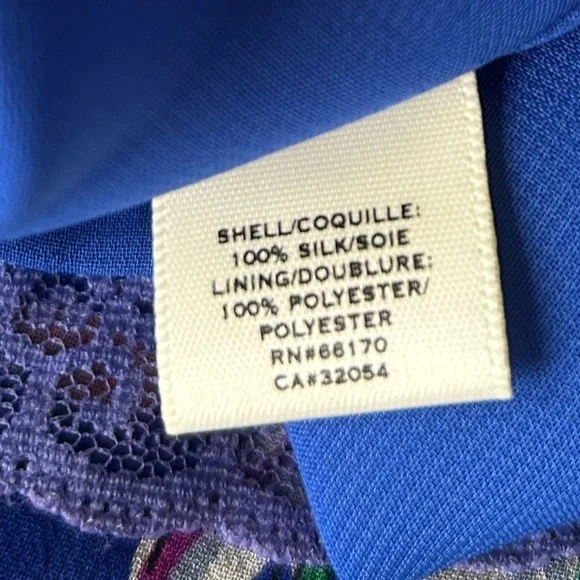 SHELL/COQUILLE:
100% SILK/SOIE
LINING/DOUBLURE:
100% POLYESTER/
POLYESTER
RN#66170
CA#32054